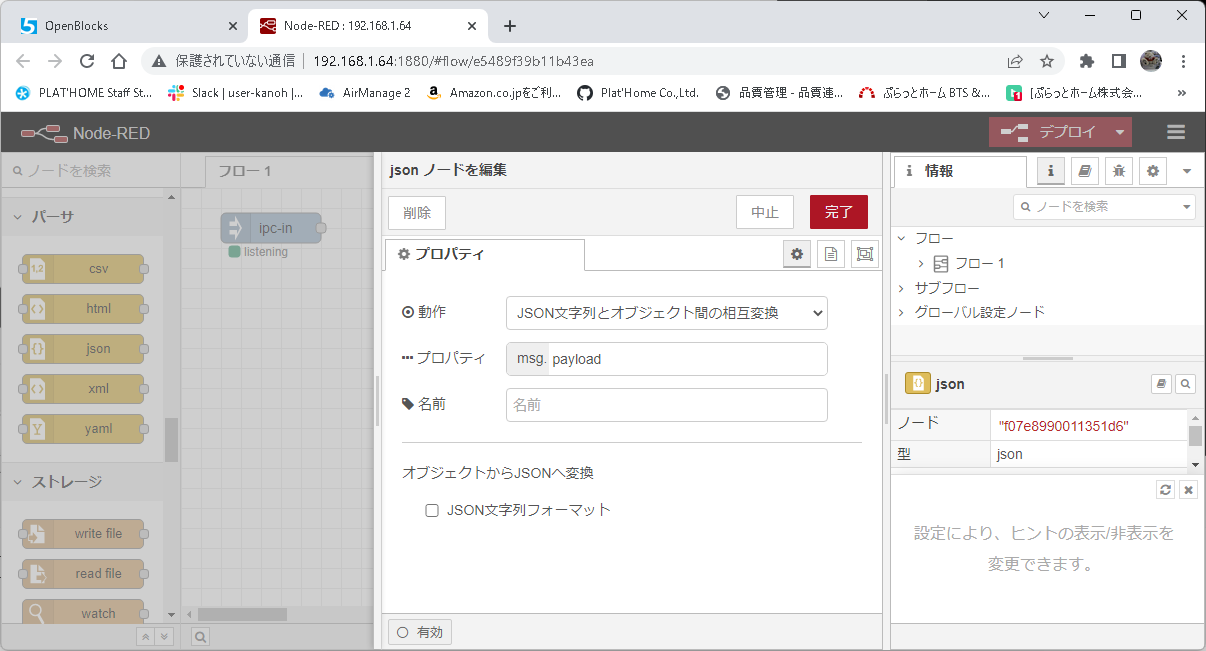 OpenBlocks
Node-RED : 192.168.1.64
保護されていない通信
192.168.1.64:1880/#flow/e5489f39b11b43ea
PLAT'HOME Staff St...
Slack | user-kanoh |...
AirManage 2
Amazon.co.jpをご利...
Plat'Home Co.,Ltd.
品質管理 - 品質連...
ぷらっとホーム BTS &...
[ぷらっとホーム株式会...
»
Node-RED
デプロイ
ノードを検索
パーサ
1,2 csv
html
{} json
xml
Y yaml
ストレージ
write file
read file
watch
フロー 1
ipc-in
listening
json ノードを編集
削除
中止
完了
プロパティ
動作
JSON文字列とオブジェクト間の相互変換
プロパティ
msg. payload
名前
名前
オブジェクトからJSONへ変換
JSON文字列フォーマット
有効
i 情報
i
ノードを検索
フロー
フロー 1
サブフロー
グローバル設定ノード
{} json
ノード "f07e8990011351d6"
型 json
設定により、ヒントの表示/非表示を
変更できます。